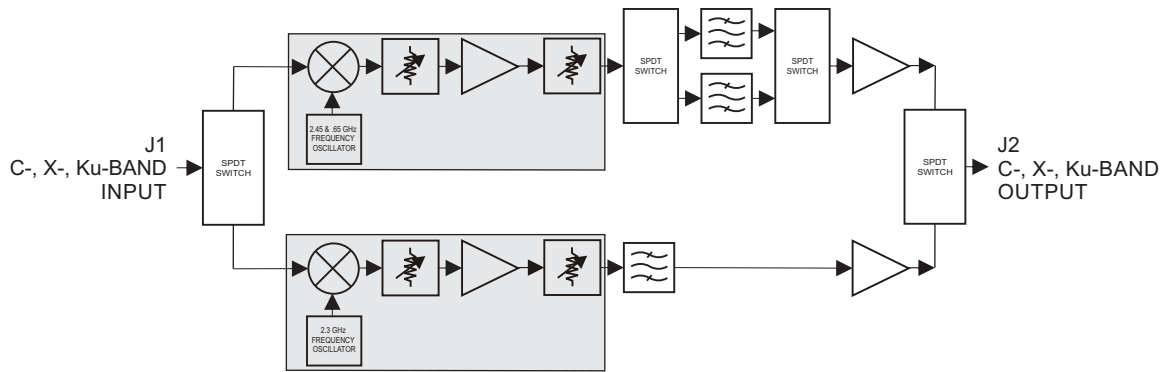 J1
C-, X-, Ku-BAND
INPUT
SPDT
SWITCH
2.45 & .65 GHz
FREQUENCY
OSCILLATOR
SPDT
SWITCH
SPDT
SWITCH
2.3 GHz
FREQUENCY
OSCILLATOR
SPDT
SWITCH
J2
C-, X-, Ku-BAND
OUTPUT